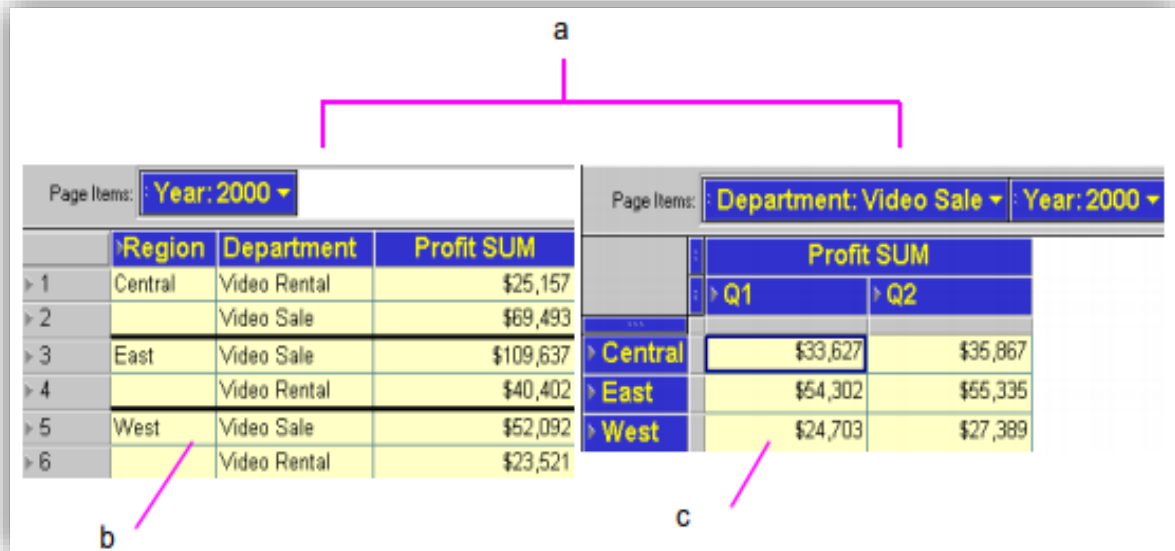 a
Page Items: Year: 2000
Region Department Profit SUM
1 Central Video Rental $25,157
2 Video Sale $69,493
3 East Video Sale $109,637
4 Video Rental $40,402
5 West Video Sale $52,092
6 Video Rental $23,521
b
Page Items: Department: Video Sale Year: 2000
Profit SUM
Q1 Q2
Central $33,627 $35,867
East $54,302 $55,335
West $24,703 $27,389
c